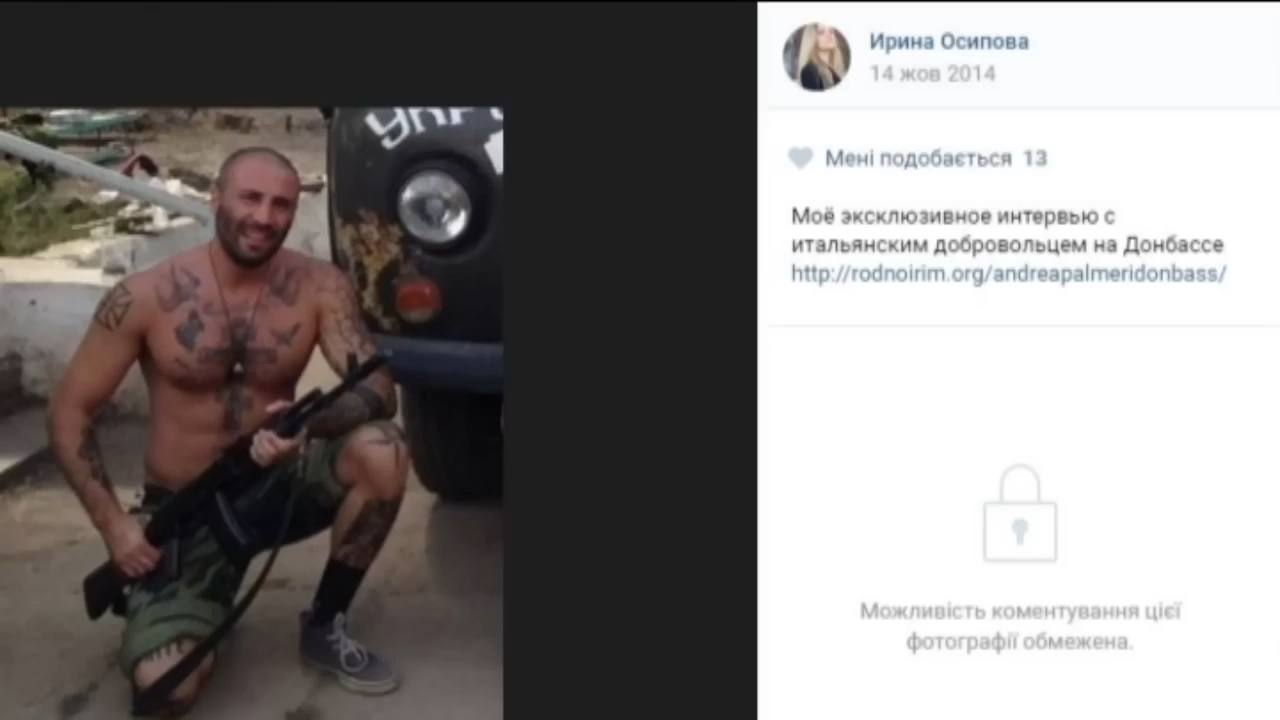 Ирина Осипова
14 жов 2014
Мені подобається 13
Моё эксклюзивное интервью с
итальянским добровольцем на Донбассе
http://rodnoirim.org/andreapalmeridonbass/
Можливість коментування цієї
фотографії обмежена.